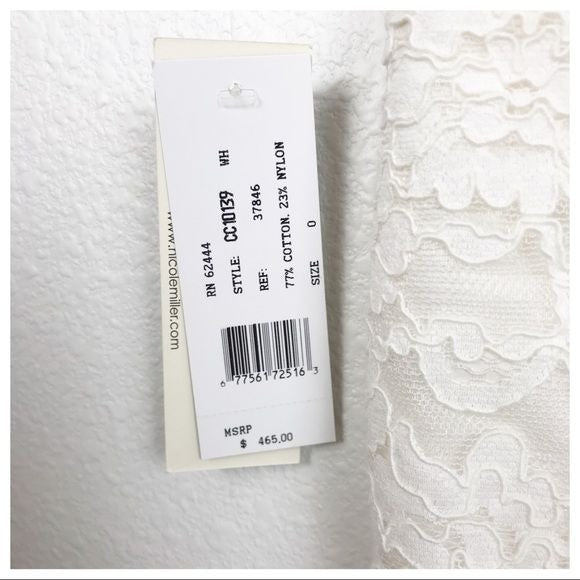 www.nicolemiller.com
RN 62444
STYLE: CC10139 WH
REF: 37846
77% COTTON. 23% NYLON
SIZE 0
6 77561 72516 3
MSRP
$ 465.00